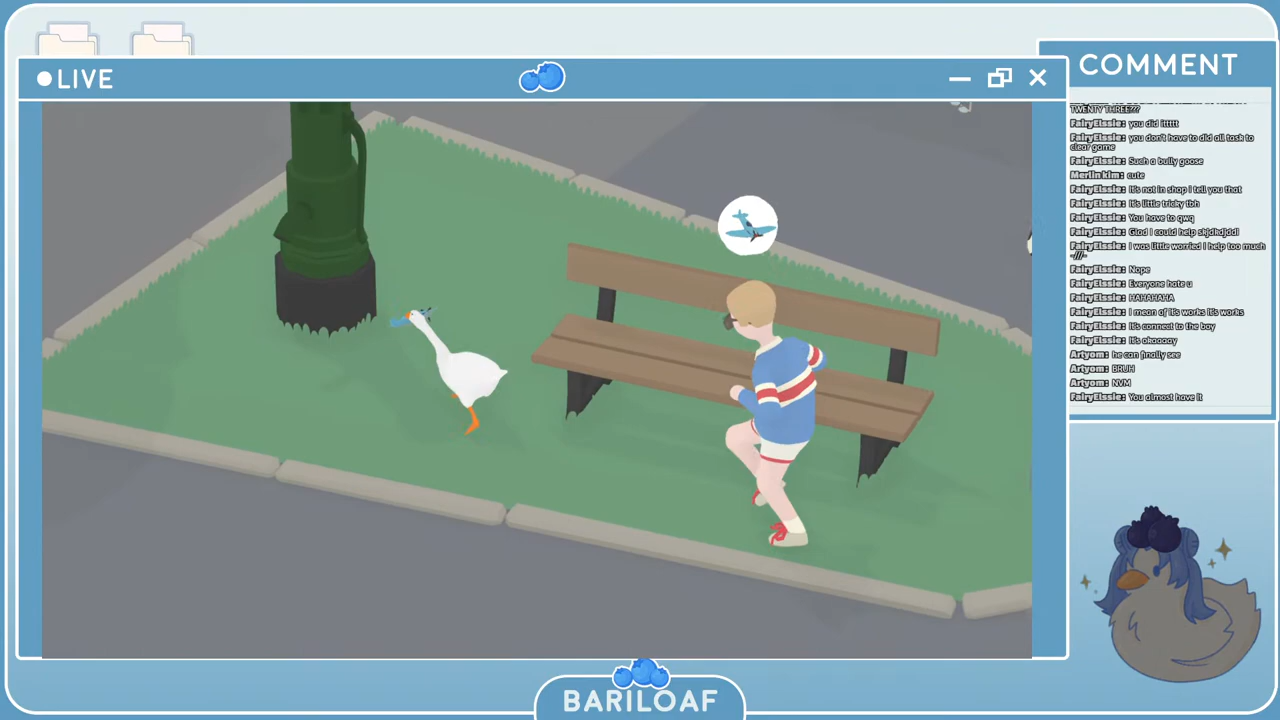 LIVE
COMMENT
TWENTY THREE???
FairyElssie: you did ittttt
FairyElssie: you don't have to did all task to
clear game
FairyElssie: Such a bully goose
Merlinkim: cute
FairyElssie: It's not in shop I tell you that
FairyElssie: It's little tricky tbh
FairyElssie: You have to qwq
FairyElssie: Glad I could help skjdhdjddl
FairyElssie: I was little worried I help too much
-///-
FairyElssie: Nope
FairyElssie: Everyone hate u
FairyElssie: HAHAHAHA
FairyElssie: I mean of it's works it's works
FairyElssie: It's connect to the boy
FairyElssie: It's okooooay
Artyom: he can finally see
Artyom: BRUH
Artyom: NVM
FairyElssie: You almost have it
BARILOAF